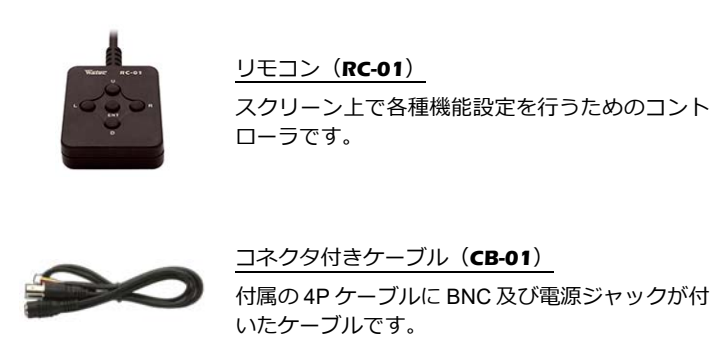 Watec RC-01
U
L R
ENT
D
リモコン（RC-01）
スクリーン上で各種機能設定を行うためのコント
ローラです。
コネクタ付きケーブル（CB-01）
付属の 4P ケーブルに BNC 及び電源ジャックが付
いたケーブルです。